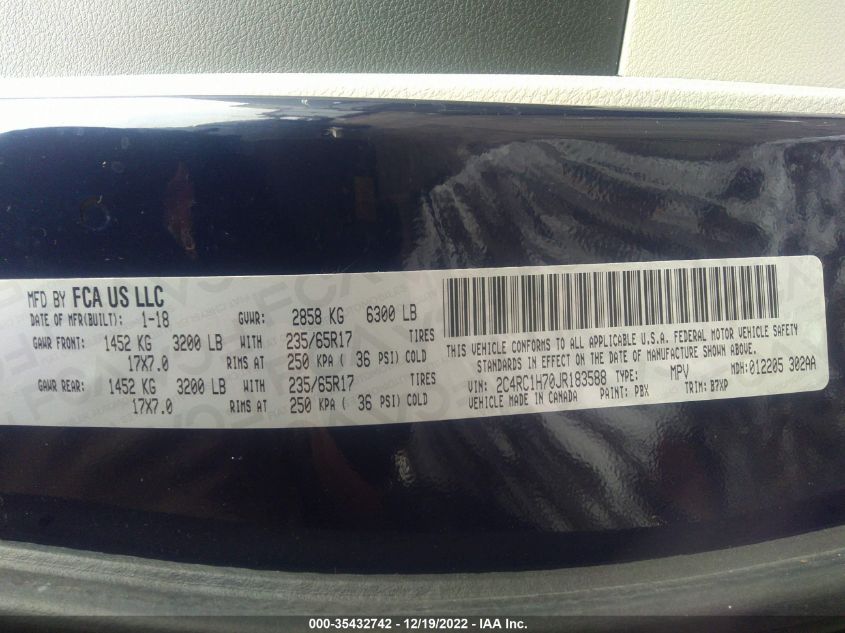 MFD BY FCA US LLC
DATE OF MFR(BUILT): 1-18 GVWR: 2858 KG 6300 LB
GAWR FRONT: 1452 KG 3200 LB WITH 235/65R17 TIRES
17X7.0 RIMS AT 250 KPA ( 36 PSI) COLD
GAWR REAR: 1452 KG 3200 LB WITH 235/65R17 TIRES
17X7.0 RIMS AT 250 KPA ( 36 PSI) COLD
THIS VEHICLE CONFORMS TO ALL APPLICABLE U.S.A. FEDERAL MOTOR VEHICLE SAFETY
STANDARDS IN EFFECT ON THE DATE OF MANUFACTURE SHOWN ABOVE.
VIN: 2C4RC1H70JR183588 TYPE: MPV MDH: 012205 302AA
VEHICLE MADE IN CANADA PAINT: PBX TRIM: B7XP
000-35432742 - 12/19/2022 - IAA Inc.